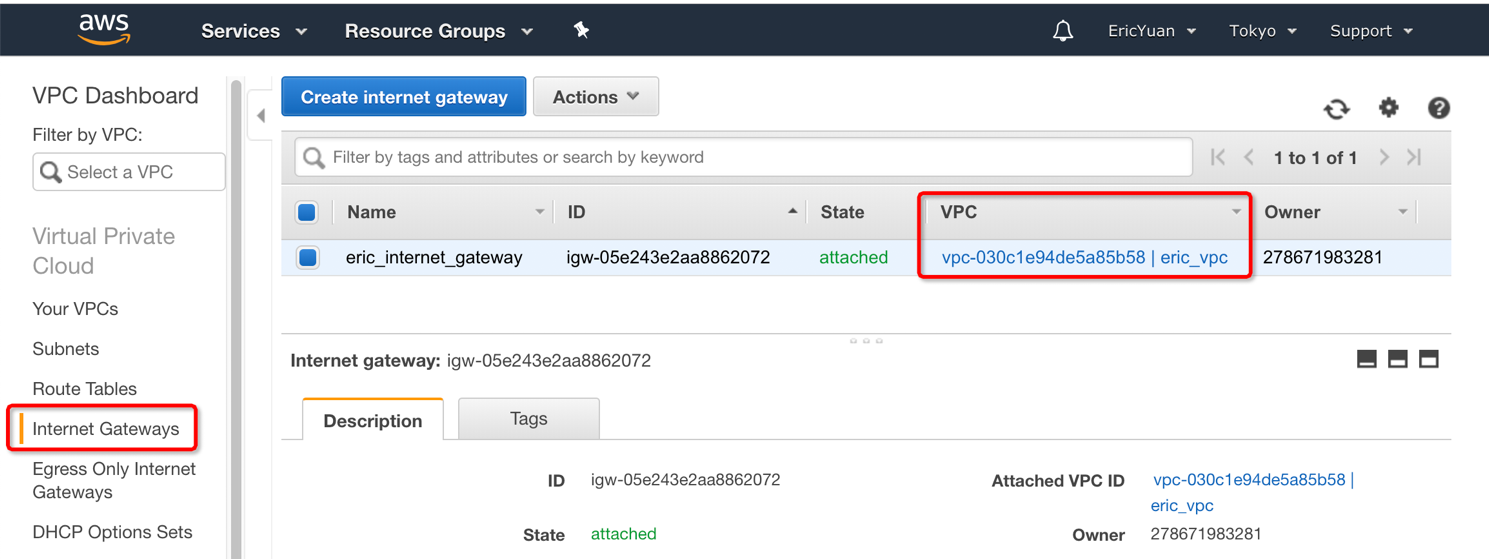 aws Services Resource Groups EricYuan Tokyo Support
VPC Dashboard
Filter by VPC:
Select a VPC
Virtual Private
Cloud
Your VPCs
Subnets
Route Tables
Internet Gateways
Egress Only Internet
Gateways
DHCP Options Sets
Create internet gateway Actions
Filter by tags and attributes or search by keyword 1 to 1 of 1
Name ID State VPC Owner
eric_internet_gateway igw-05e243e2aa8862072 attached vpc-030c1e94de5a85b58 | eric_vpc 278671983281
Internet gateway: igw-05e243e2aa8862072
Description Tags
ID igw-05e243e2aa8862072 Attached VPC ID vpc-030c1e94de5a85b58 |
eric_vpc
State attached Owner 278671983281